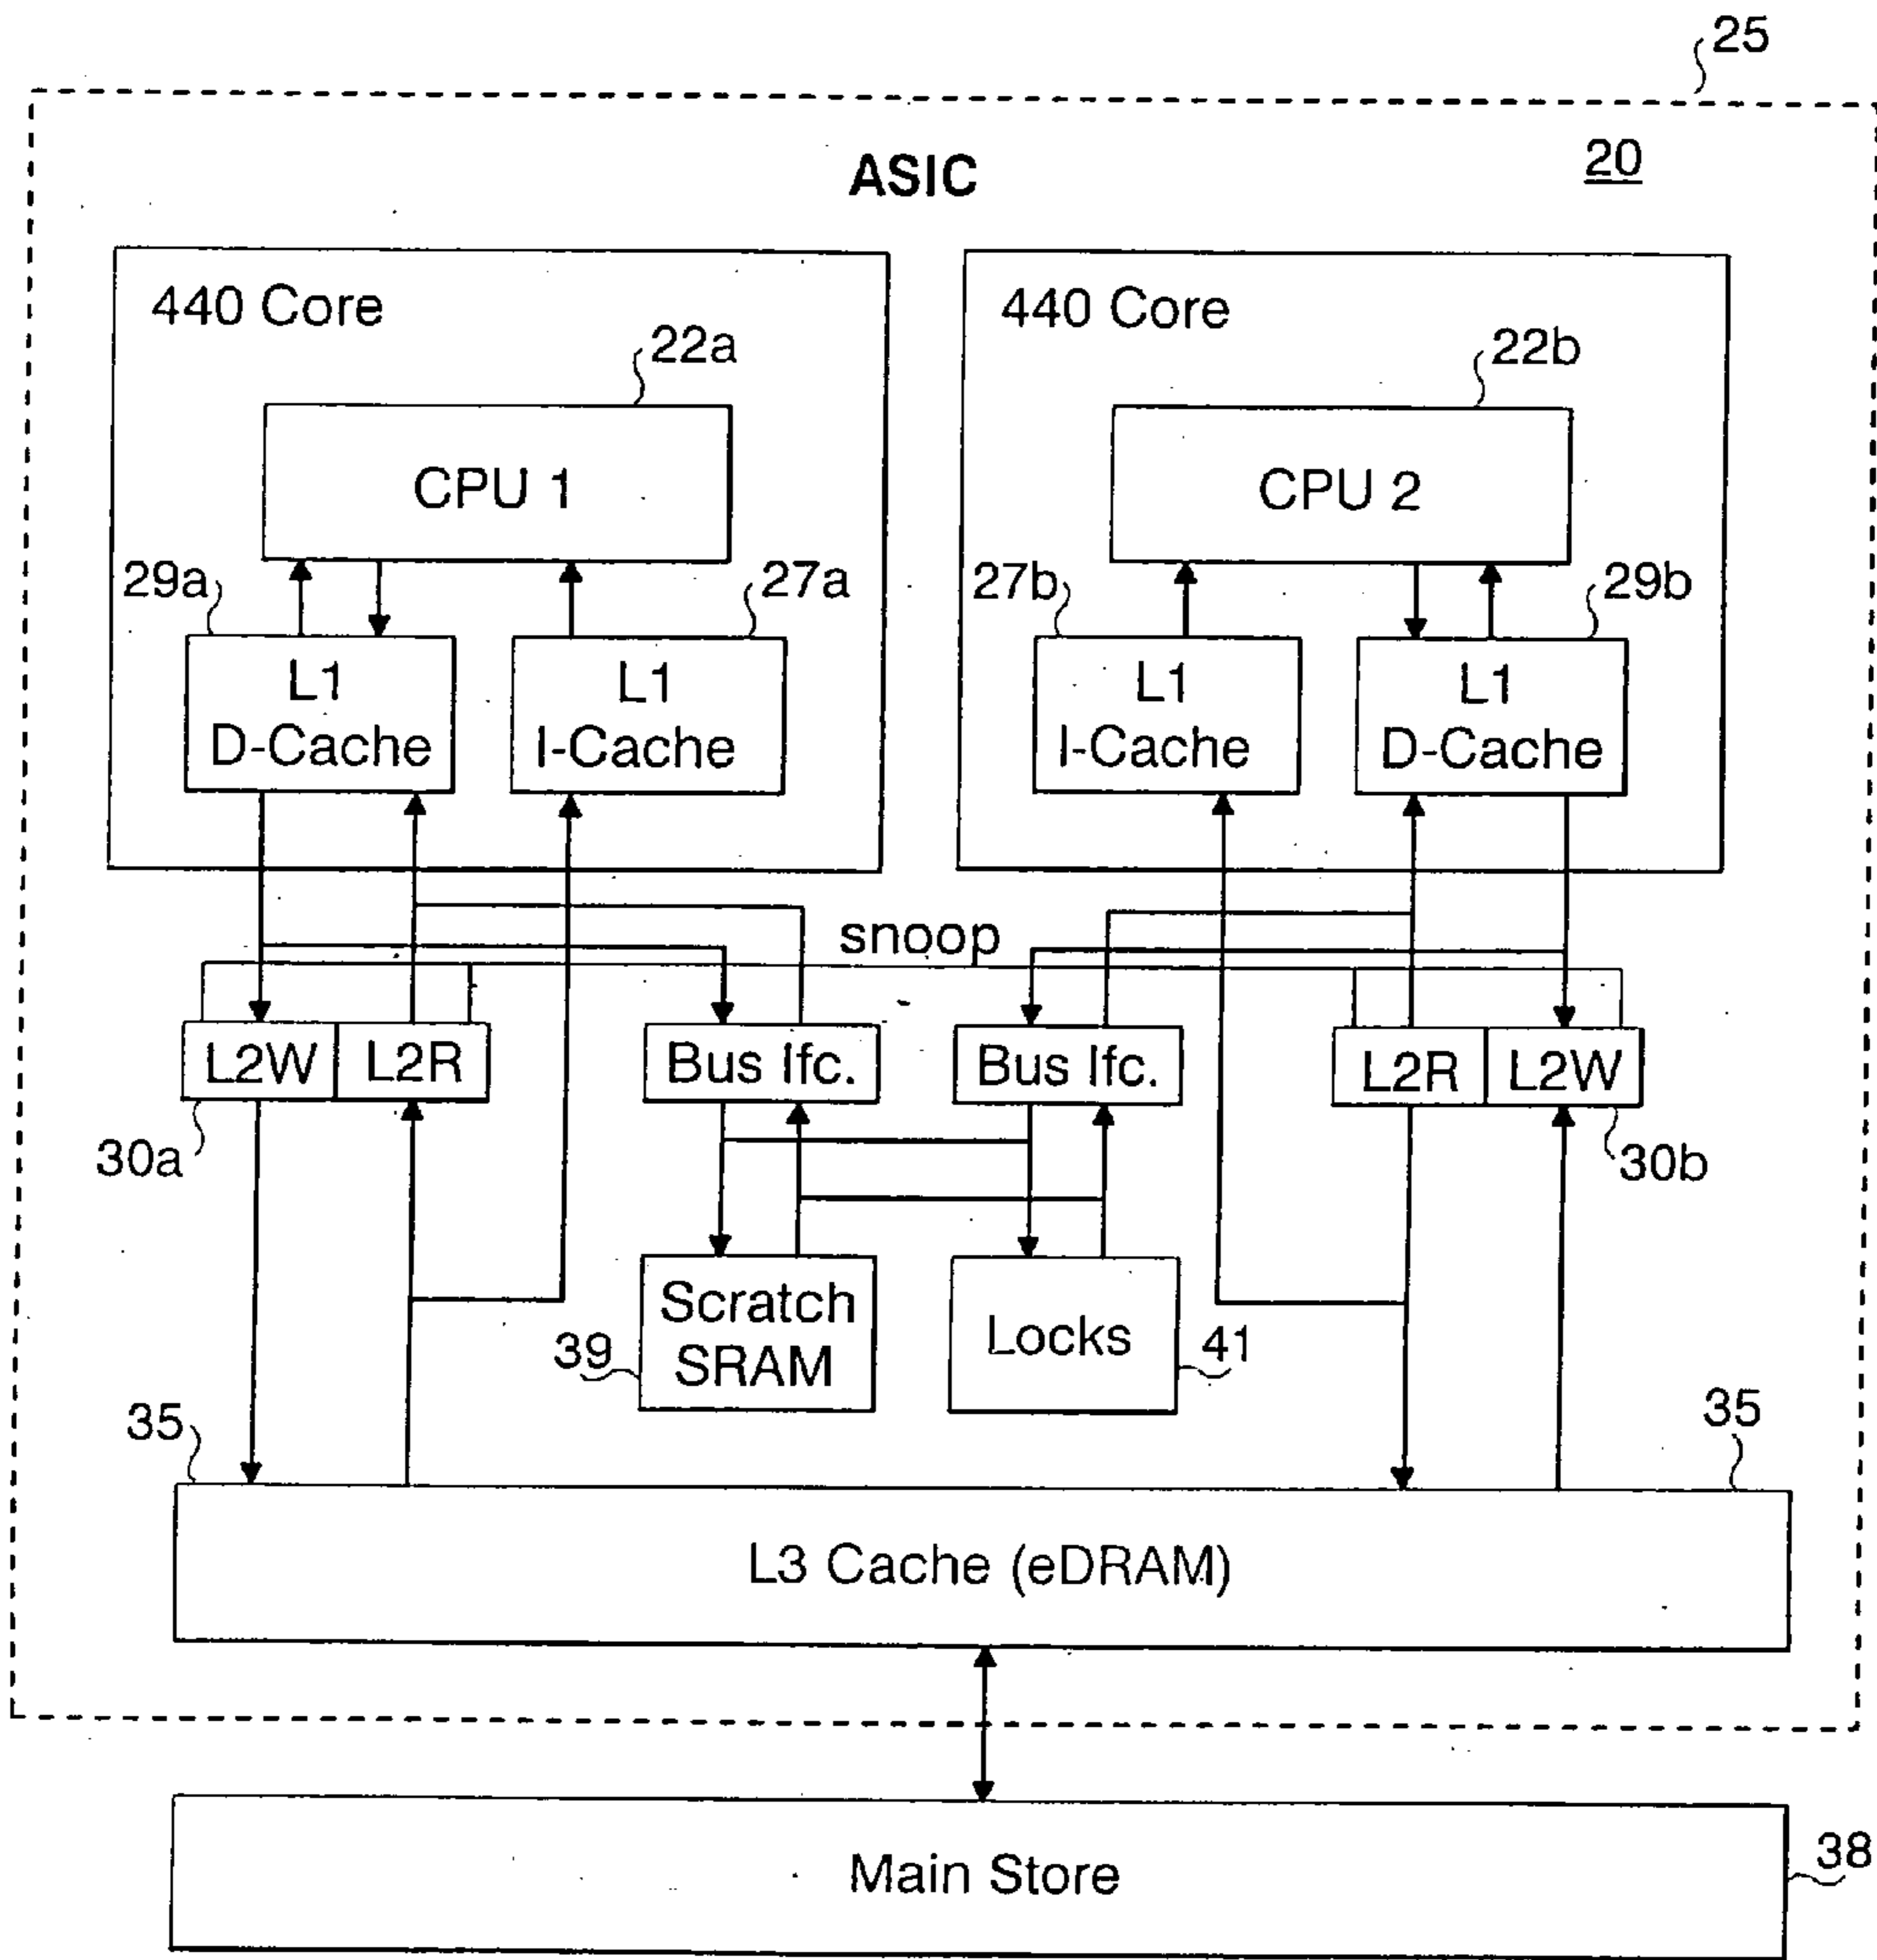 25
20
ASIC
440 Core
440 Core
22a
22b
CPU 1
CPU 2
29a
27a
27b
29b
L1
D-Cache
L1
I-Cache
L1
I-Cache
L1
D-Cache
snoop
L2W
L2R
Bus Ifc.
Bus Ifc.
L2R
L2W
30a
30b
Scratch
SRAM
39
Locks
41
35
35
L3 Cache (eDRAM)
Main Store
38